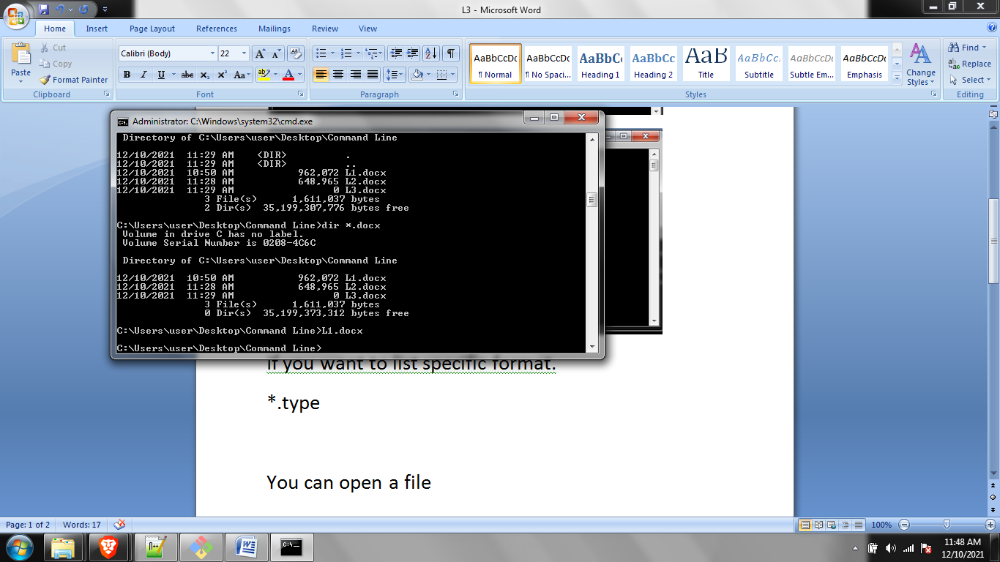 L3 - Microsoft Word
Home Insert Page Layout References Mailings Review View
Paste
Cut
Copy
Format Painter
Clipboard
Calibri (Body) 22
B I U abc x₂ x² Aa
Font
Paragraph
AaBbCcDc AaBbCcDc AaBbC AaBbCc AaB AaBbCc. AaBbCcDc AaBbCcDc
¶ Normal ¶ No Spaci... Heading 1 Heading 2 Title Subtitle Subtle Em... Emphasis
Change Styles
Styles
Find
Replace
Select
Editing
Administrator: C:\Windows\system32\cmd.exe
Directory of C:\Users\user\Desktop\Command Line
12/10/2021 11:29 AM <DIR> .
12/10/2021 11:29 AM <DIR> ..
12/10/2021 10:50 AM 962,072 L1.docx
12/10/2021 11:28 AM 648,965 L2.docx
12/10/2021 11:29 AM 0 L3.docx
3 File(s) 1,611,037 bytes
2 Dir(s) 35,199,307,776 bytes free
C:\Users\user\Desktop\Command Line>dir *.docx
Volume in drive C has no label.
Volume Serial Number is 0208-4C6C
Directory of C:\Users\user\Desktop\Command Line
12/10/2021 10:50 AM 962,072 L1.docx
12/10/2021 11:28 AM 648,965 L2.docx
12/10/2021 11:29 AM 0 L3.docx
3 File(s) 1,611,037 bytes
0 Dir(s) 35,199,373,312 bytes free
C:\Users\user\Desktop\Command Line>L1.docx
C:\Users\user\Desktop\Command Line>
if you want to list specific format.
*.type
You can open a file
Page: 1 of 2 Words: 17 100%
11:48 AM
12/10/2021